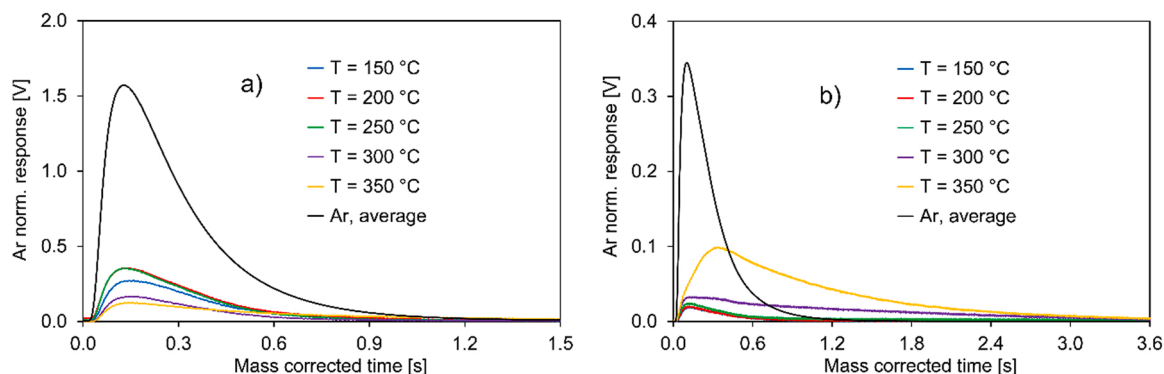 2.0
1.5
1.0
0.5
0.0
Ar norm. response [V]
a)
T = 150 °C
T = 200 °C
T = 250 °C
T = 300 °C
T = 350 °C
Ar, average
0.0 0.3 0.6 0.9 1.2 1.5
Mass corrected time [s]
0.4
0.3
0.2
0.1
0.0
Ar norm. response [V]
b)
T = 150 °C
T = 200 °C
T = 250 °C
T = 300 °C
T = 350 °C
Ar, average
0.0 0.6 1.2 1.8 2.4 3.0 3.6
Mass corrected time [s]